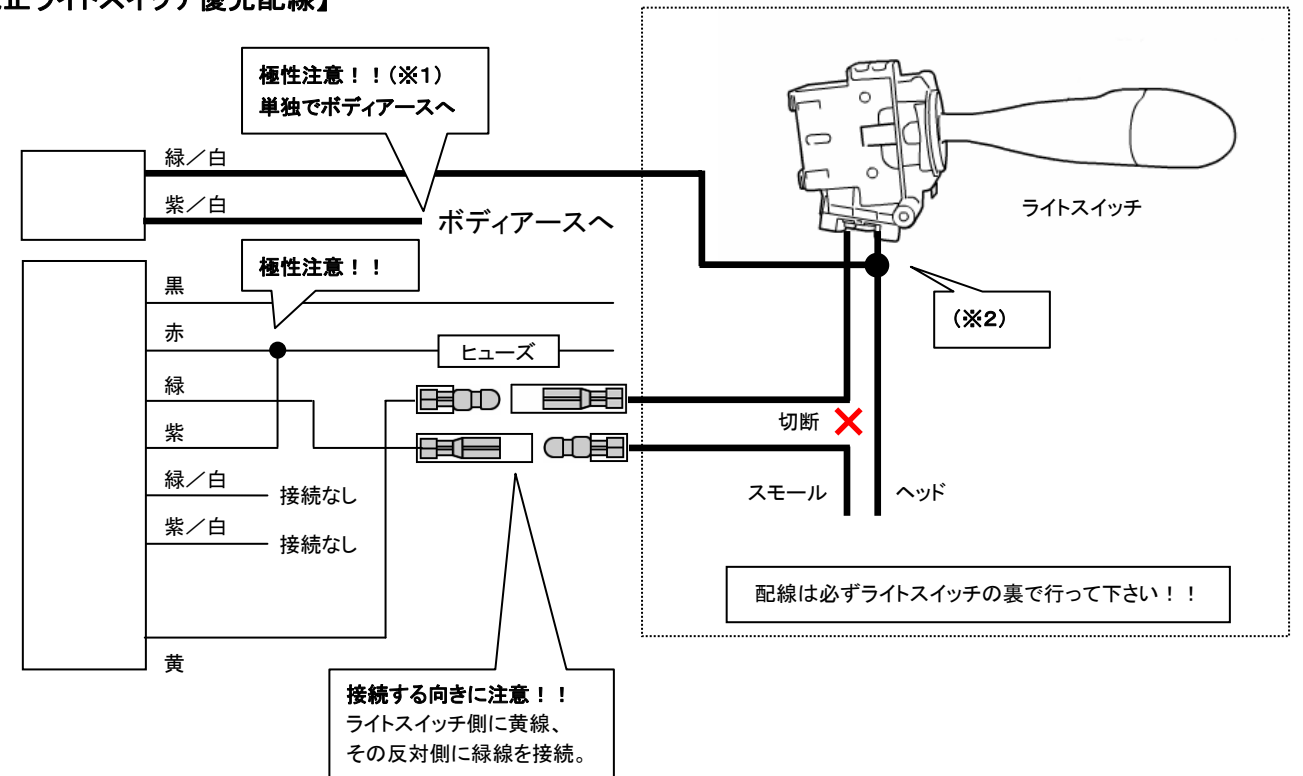 正ライトスイッチ優先配線】
極性注意！！(※1)
単独でボディアースへ
緑／白
紫／白
ボディアースへ
ライトスイッチ
極性注意！！
黒
(※2)
赤
ヒューズ
緑
切断
紫
緑／白
接続なし
スモール
ヘッド
紫／白
接続なし
配線は必ずライトスイッチの裏で行って下さい！！
黄
接続する向きに注意！！
ライトスイッチ側に黄線、
その反対側に緑線を接続。